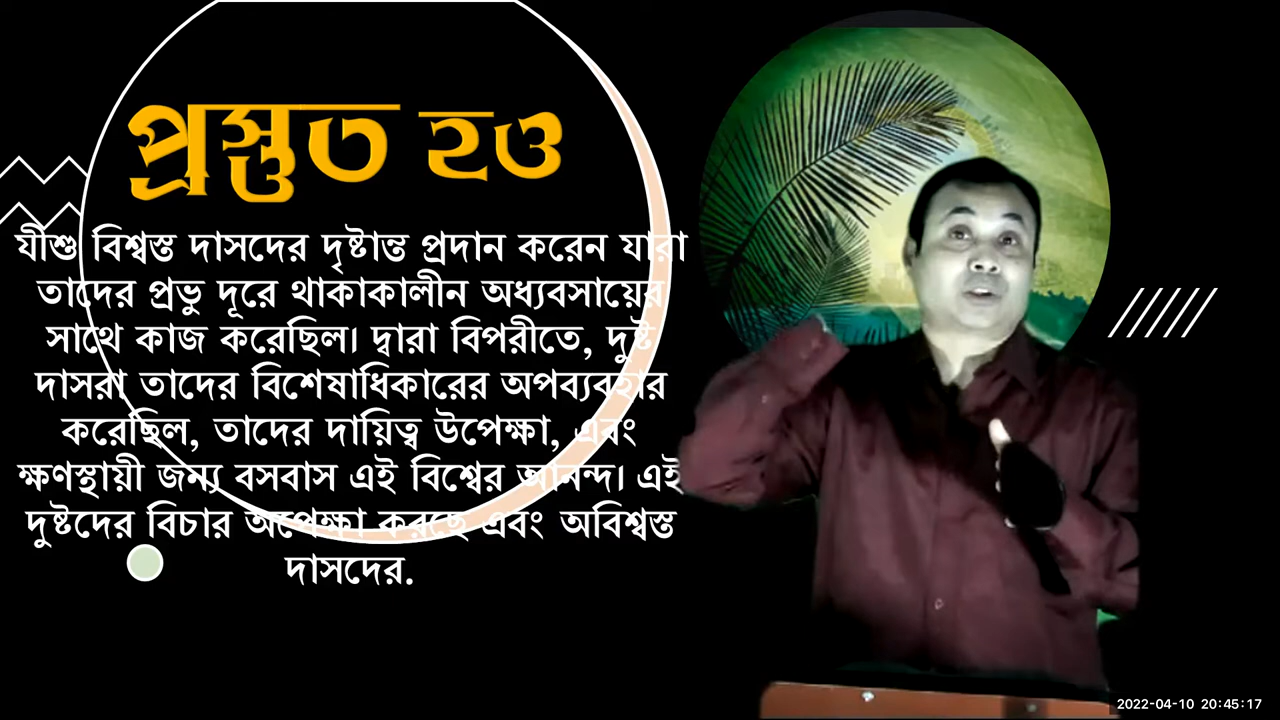 প্রস্তুত হও
যীশু বিশ্বস্ত দাসদের দৃষ্টান্ত প্রদান করেন যারা
তাদের প্রভু দূরে থাকাকালীন অধ্যবসায়ের
সাথে কাজ করেছিল। দ্বারা বিপরীতে, দুষ্ট
দাসরা তাদের বিশেষাধিকারের অপব্যবহার
করেছিল, তাদের দায়িত্ব উপেক্ষা, এবং
ক্ষণস্থায়ী জন্য বসবাস এই বিশ্বের আনন্দ। এই
দুষ্টদের বিচার অপেক্ষা করছে এবং অবিশ্বস্ত
দাসদের.
2022-04-10 20:45:17